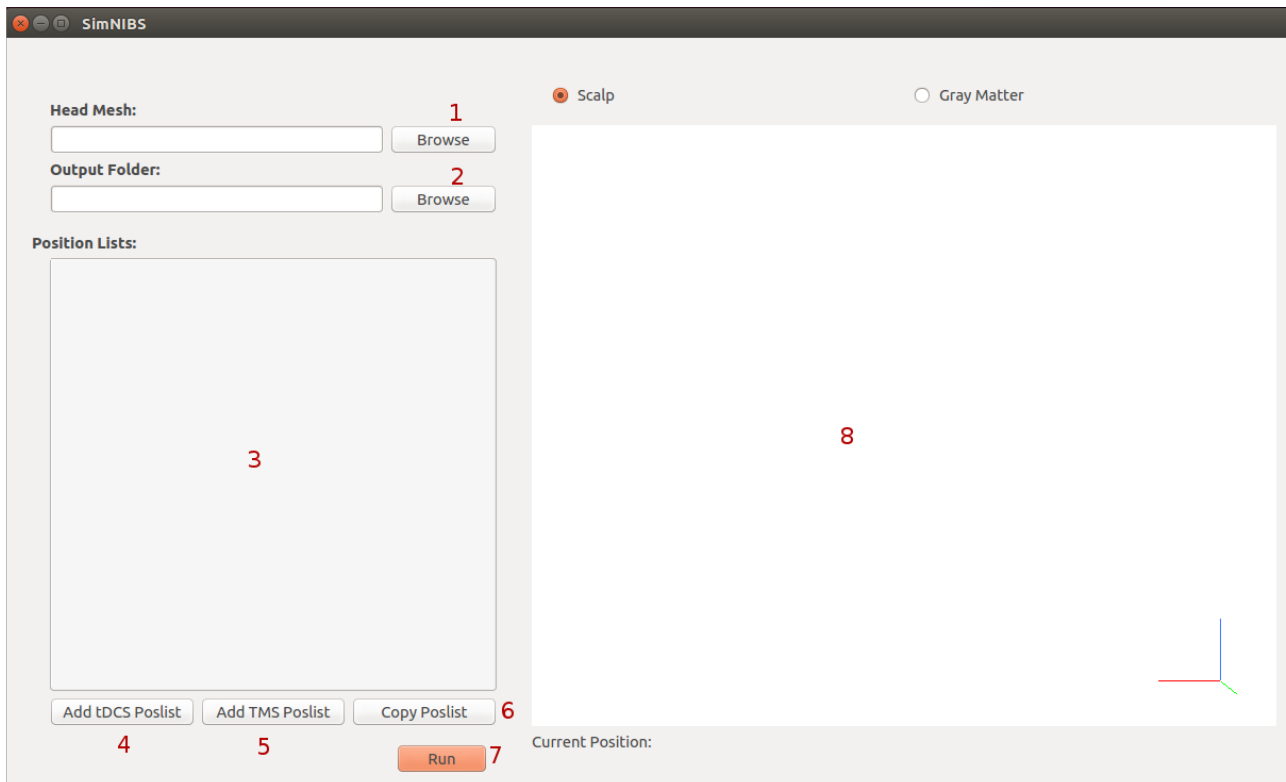 SimNIBS
Scalp
Gray Matter
Head Mesh:
1
Browse
Output Folder:
2
Browse
Position Lists:
3
8
Add tDCS Poslist
Add TMS Poslist
Copy Poslist
6
4
5
Run
7
Current Position: